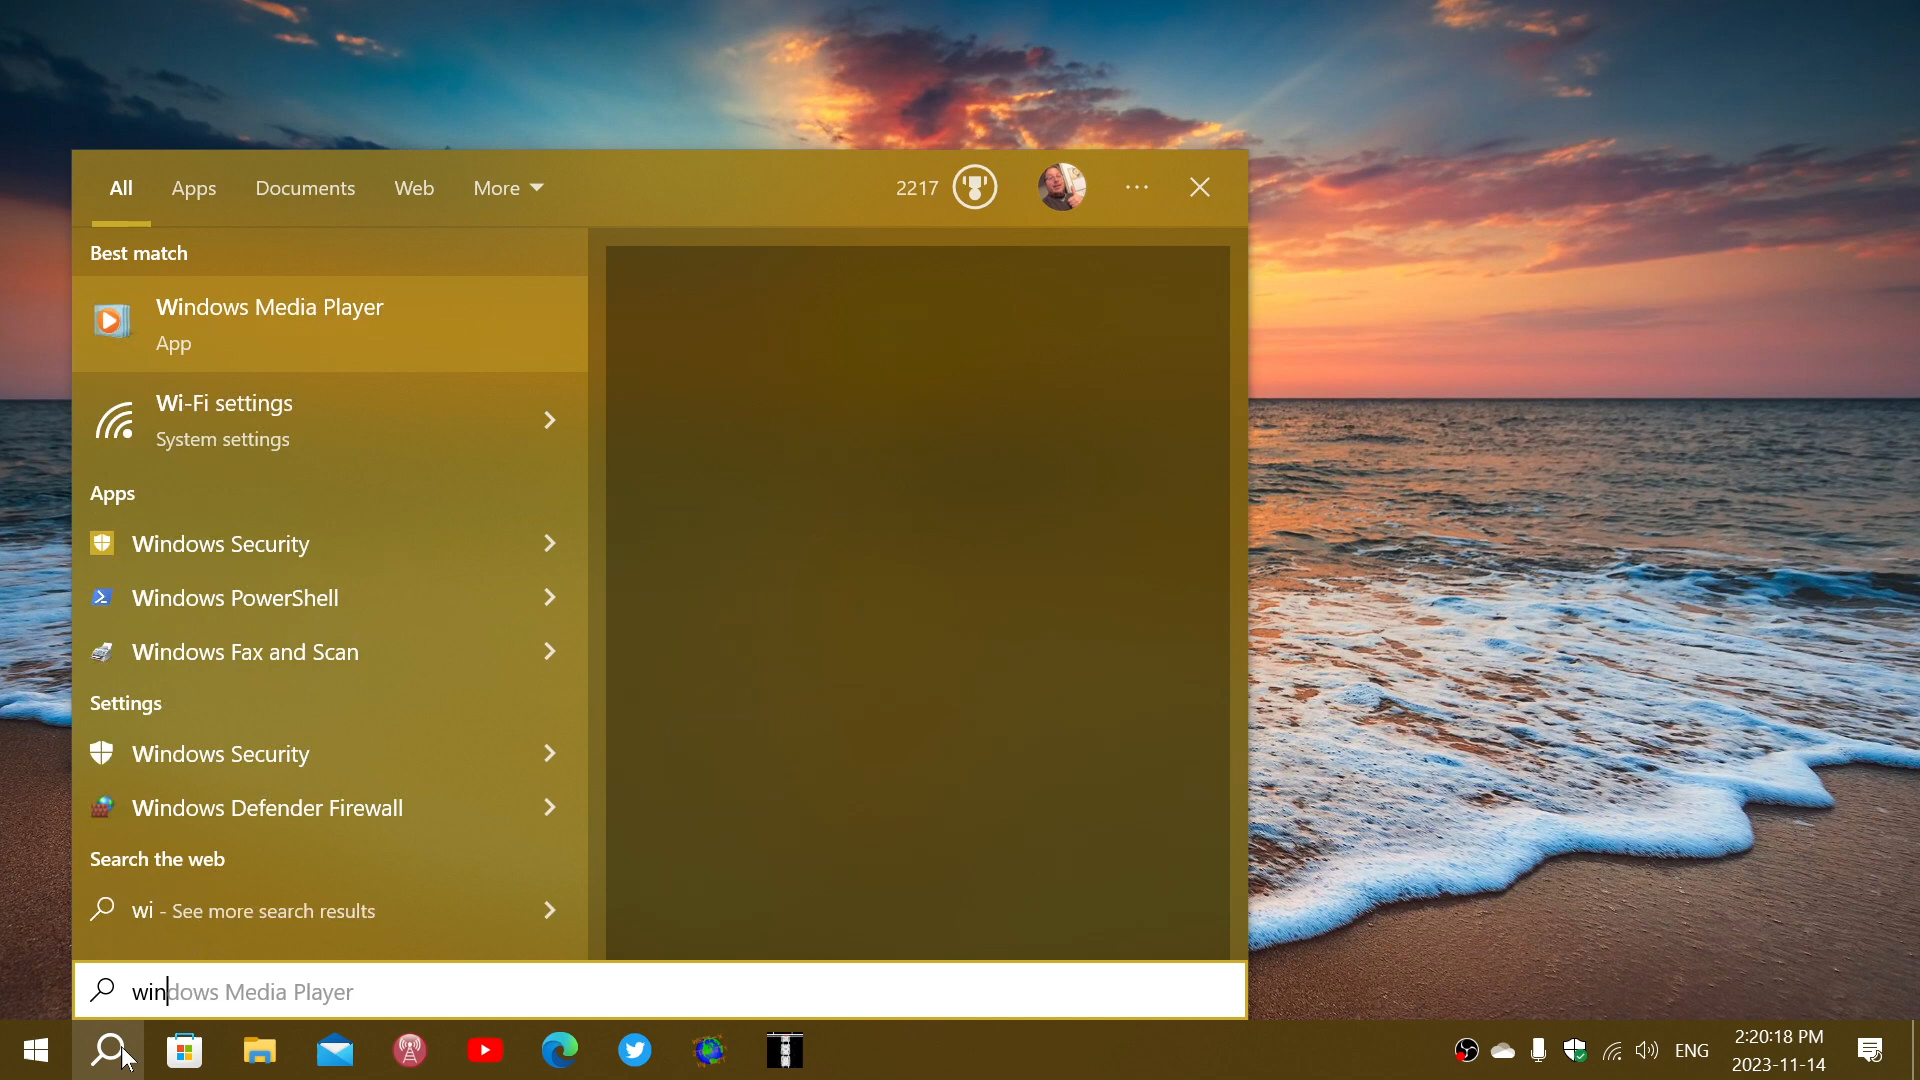 All Apps Documents Web More 2217
Best match
Windows Media Player
App
Wi-Fi settings
System settings
Apps
Windows Security
Windows PowerShell
Windows Fax and Scan
Settings
Windows Security
Windows Defender Firewall
Search the web
wi - See more search results
windows Media Player
ENG
2:20:18 PM
2023-11-14